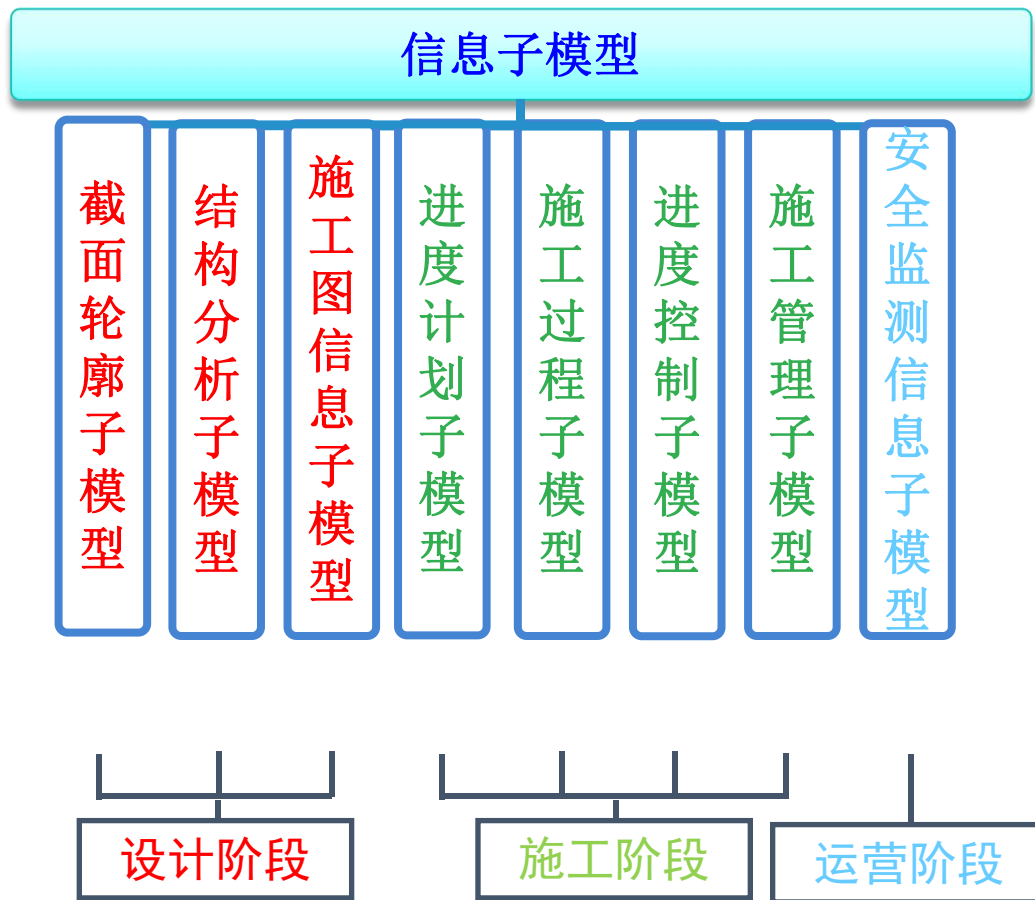 信息子模型
截面轮廓子模型
结构分析子模型
施工图信息子模型
进度计划子模型
施工过程子模型
进度控制子模型
施工管理子模型
安全监测信息子模型
设计阶段
施工阶段
运营阶段